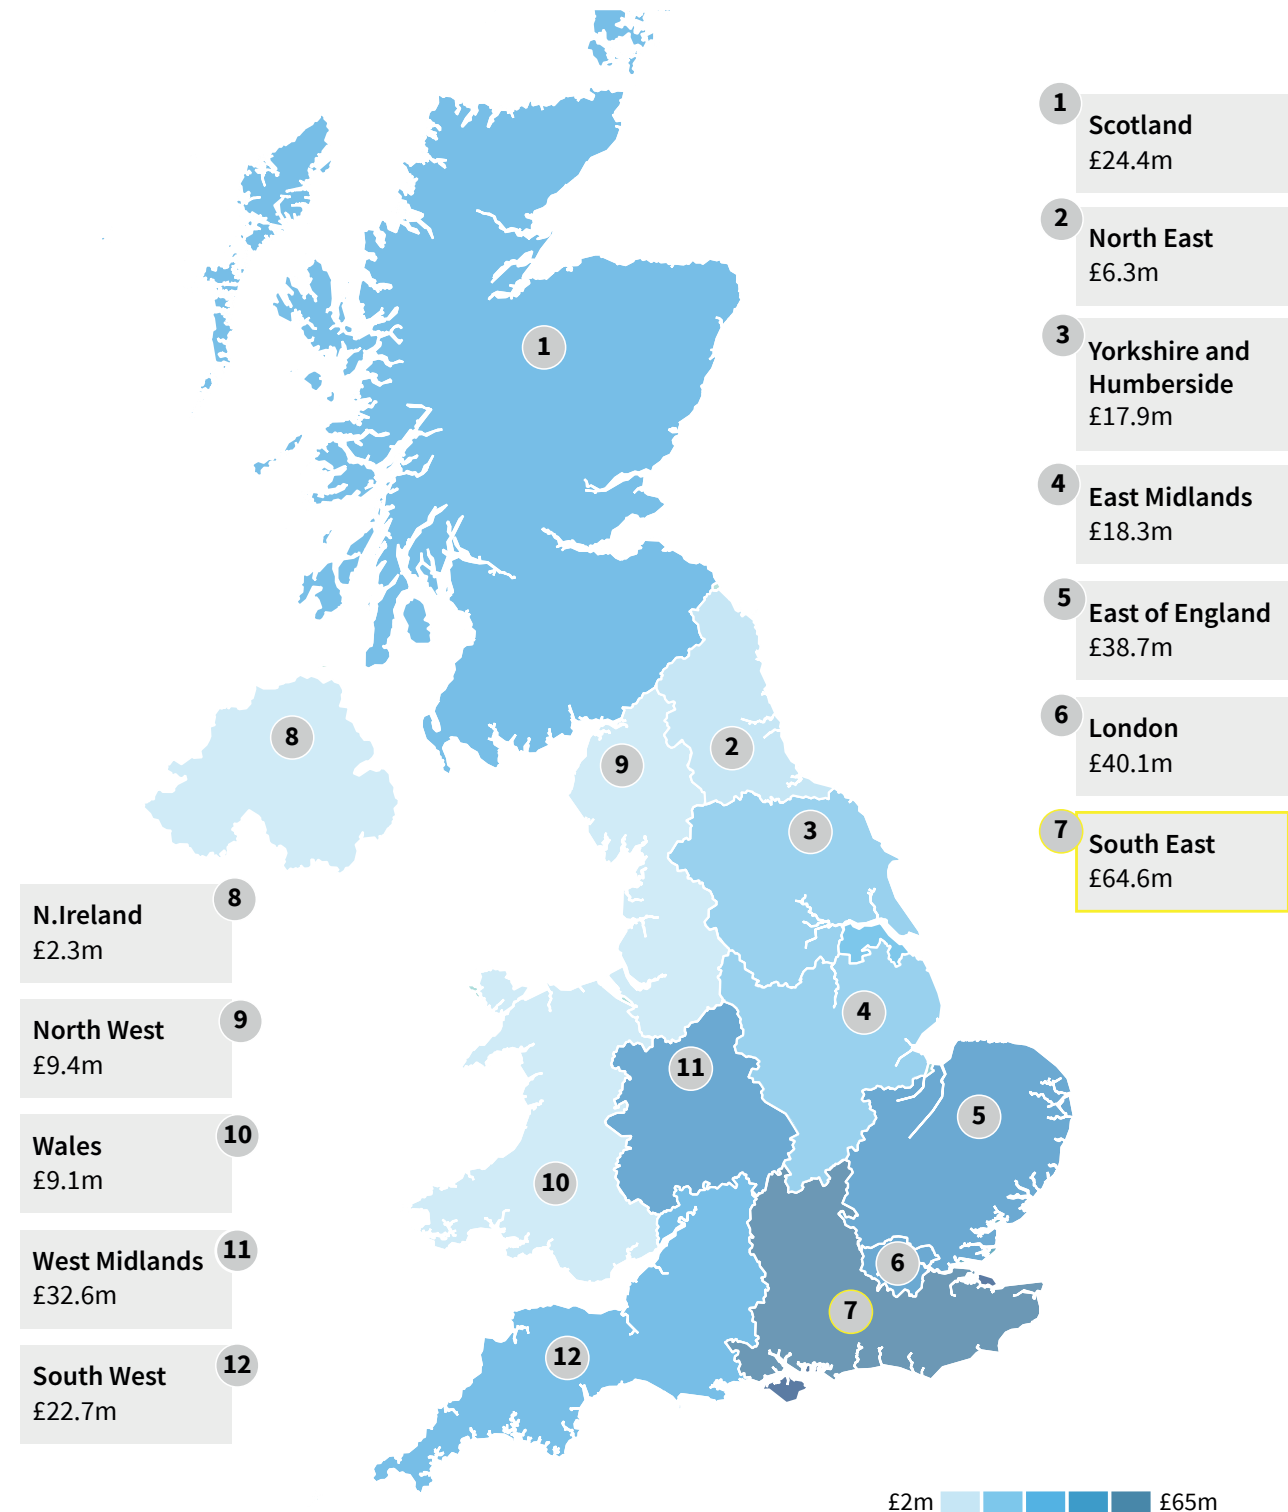 1
Scotland
£24.4m
2
North East
£6.3m
3
Yorkshire and
Humberside
£17.9m
4
East Midlands
£18.3m
5
East of England
£38.7m
6
London
£40.1m
7
South East
£64.6m
8
N.Ireland
£2.3m
9
North West
£9.4m
10
Wales
£9.1m
11
West Midlands
£32.6m
12
South West
£22.7m
1
8
9
2
3
4
11
5
10
6
7
12
£2m £65m